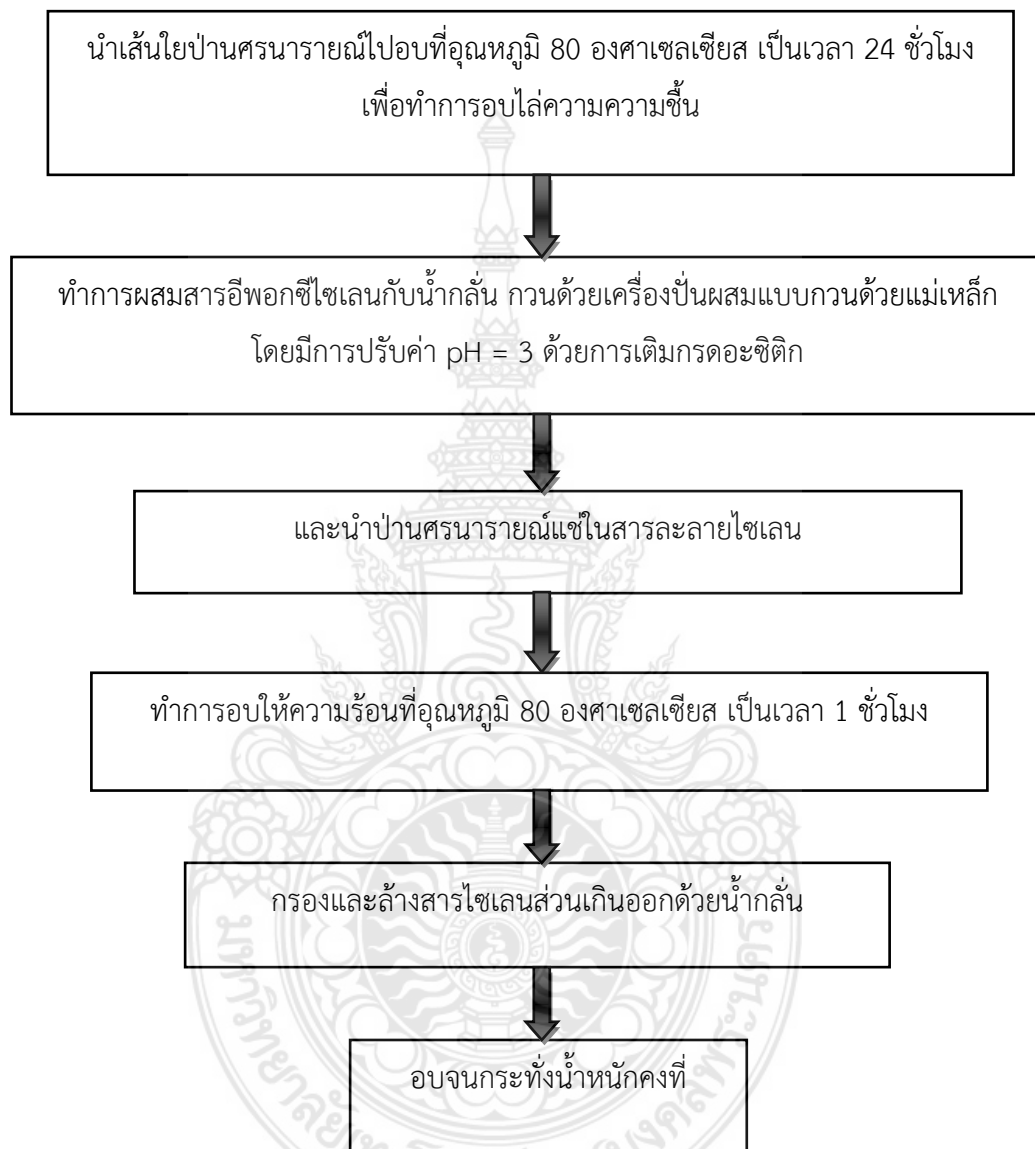 นำเส้นใยป่านศรนารายณ์ไปอบที่อุณหภูมิ 80 องศาเซลเซียส เป็นเวลา 24 ชั่วโมง
เพื่อทำการอบไล่ความความชื้น
ทำการผสมสารอีพอกซีไซเลนกับน้ำกลั่น กวนด้วยเครื่องปั่นผสมแบบกวนด้วยแม่เหล็ก
โดยมีการปรับค่า pH = 3 ด้วยการเติมกรดอะซิติก
และนำป่านศรนารายณ์แช่ในสารละลายไซเลน
ทำการอบให้ความร้อนที่อุณหภูมิ 80 องศาเซลเซียส เป็นเวลา 1 ชั่วโมง
กรองและล้างสารไซเลนส่วนเกินออกด้วยน้ำกลั่น
อบจนกระทั่งน้ำหนักคงที่